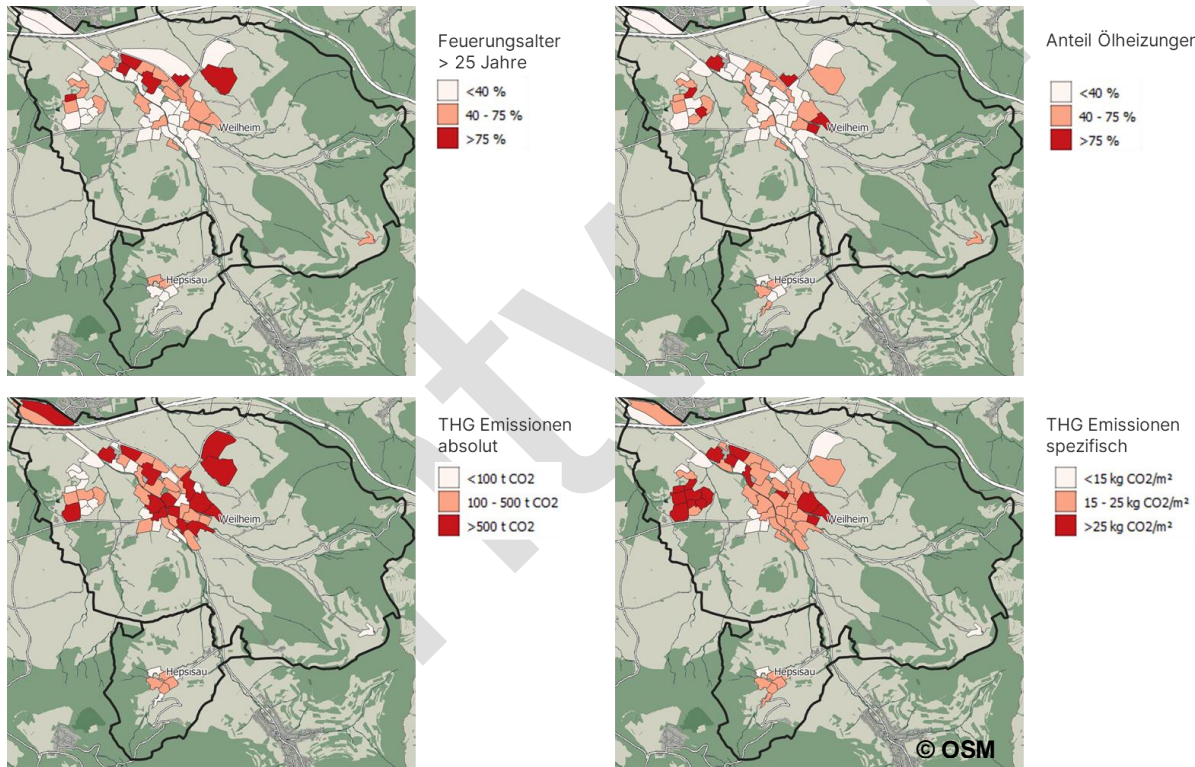 Feuerungsalter
> 25 Jahre
<40 %
40 - 75 %
>75 %
Weilheim
Hepsisau
Anteil Ölheizunger
<40 %
40 - 75 %
>75 %
Weilheim
Hepsisau
THG Emissionen
absolut
<100 t CO2
100 - 500 t CO2
>500 t CO2
Weilheim
Hepsisau
THG Emissionen
spezifisch
<15 kg CO2/m²
15 - 25 kg CO2/m²
>25 kg CO2/m²
Weilheim
Hepsisau
© OSM